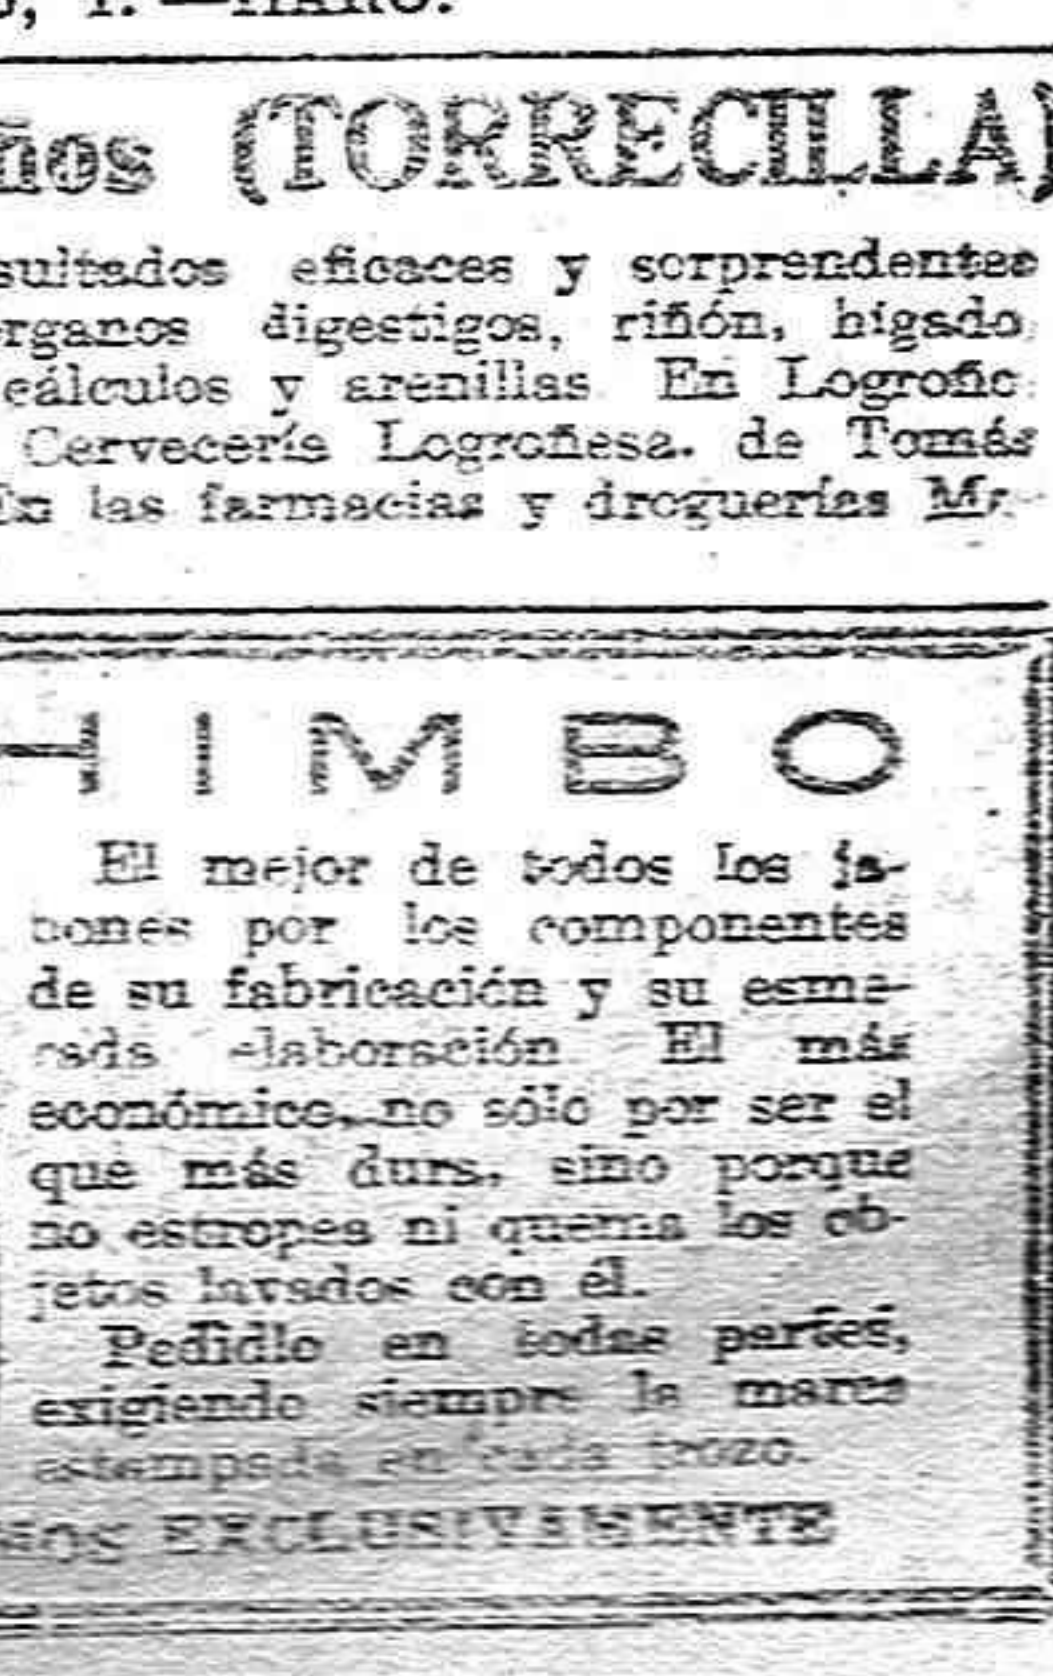 1.—HARO.
ños (TORRECILLA)
sultados eficaces y sorprendentes
rganos digestigos, riñón, hígado
cálculos y arenillas. En Logroño
Cervecería Logroñesa. de Tomás
En las farmacias y droguerías
HIMBO
El mejor de todos los ja-
bones por los componentes
de su fabricación y su esme-
rada elaboración. El más
económico, no sólo por ser el
que más dura, sino porque
no estropea ni quema los ob-
jetos lavados con él.
Pedidlo en todas partes,
exigiendo siempre la marca
estampada en cada trozo.
EXCLUSIVAMENTE